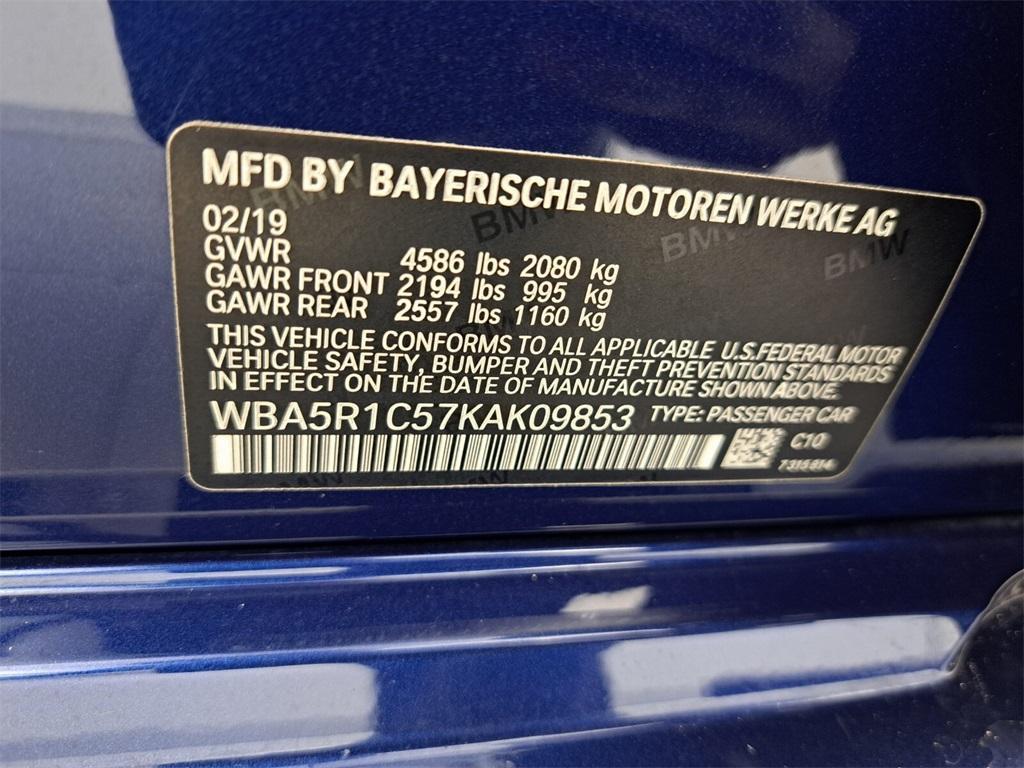 MFD BY BAYERISCHE MOTOREN WERKE AG
02/19
GVWR 4586 lbs 2080 kg
GAWR FRONT 2194 lbs 995 kg
GAWR REAR 2557 lbs 1160 kg
THIS VEHICLE CONFORMS TO ALL APPLICABLE U.S.FEDERAL MOTOR
VEHICLE SAFETY, BUMPER AND THEFT PREVENTION STANDARDS
IN EFFECT ON THE DATE OF MANUFACTURE SHOWN ABOVE.
WBA5R1C57KAK09853 TYPE: PASSENGER CAR
C10